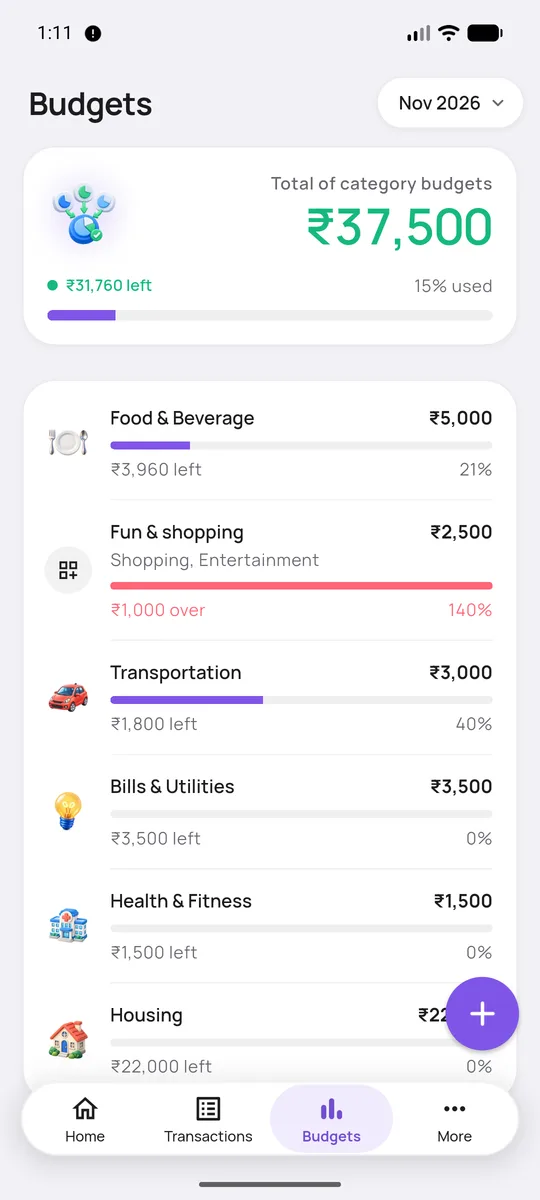 1:11
Budgets
Nov 2026
Total of category budgets
₹37,500
₹31,760 left
15% used
Food & Beverage
₹5,000
₹3,960 left
21%
Fun & shopping
₹2,500
Shopping, Entertainment
₹1,000 over
140%
Transportation
₹3,000
₹1,800 left
40%
Bills & Utilities
₹3,500
₹3,500 left
0%
Health & Fitness
₹1,500
₹1,500 left
0%
Housing
₹22
₹22,000 left
0%
Home
Transactions
Budgets
More